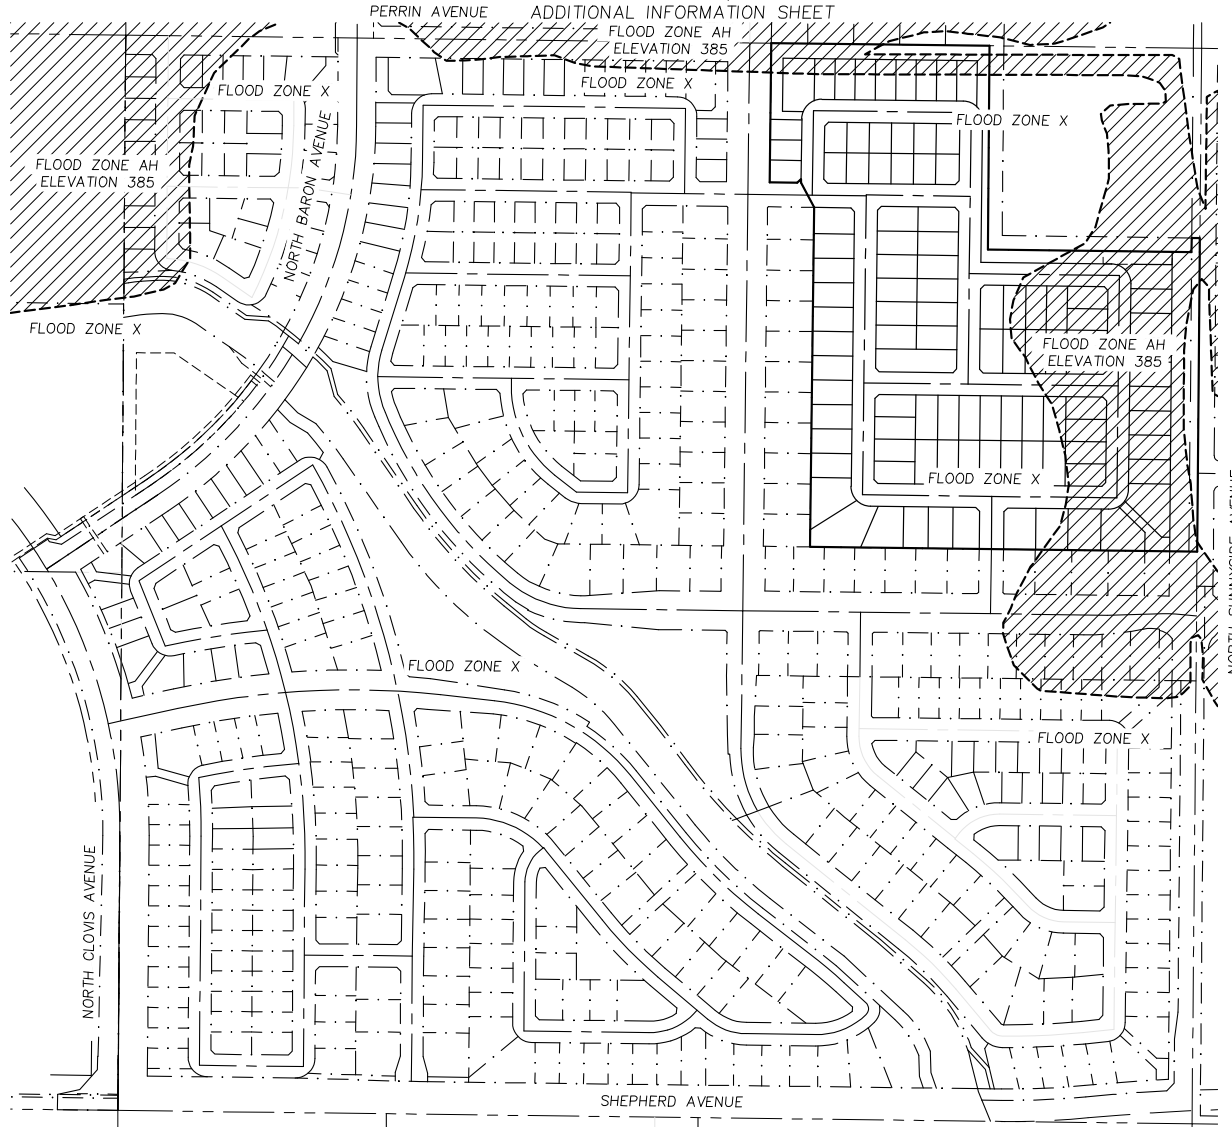 PERRIN AVENUE
ADDITIONAL INFORMATION SHEET
FLOOD ZONE AH
ELEVATION 385
FLOOD ZONE X
FLOOD ZONE X
FLOOD ZONE X
NORTH BARON AVENUE
FLOOD ZONE AH
ELEVATION 385
FLOOD ZONE X
FLOOD ZONE AH
ELEVATION 385
FLOOD ZONE X
FLOOD ZONE X
FLOOD ZONE X
NORTH CLOVIS AVENUE
SHEPHERD AVENUE